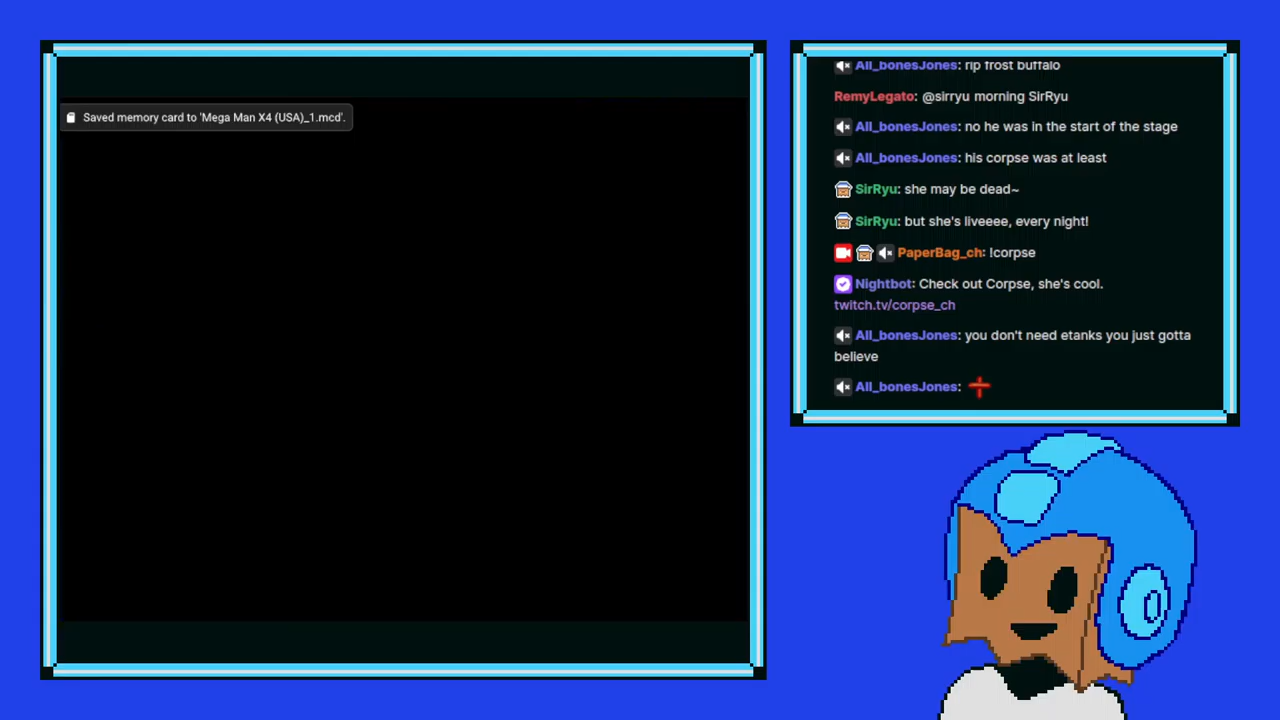 Saved memory card to 'Mega Man X4 (USA)_1.mcd'.
All_bonesJones: rip frost buffalo
RemyLegato: @sirryu morning SirRyu
All_bonesJones: no he was in the start of the stage
All_bonesJones: his corpse was at least
SirRyu: she may be dead~
SirRyu: but she's liveeee, every night!
PaperBag_ch: !corpse
Nightbot: Check out Corpse, she's cool.
twitch.tv/corpse_ch
All_bonesJones: you don't need etanks you just gotta
believe
All_bonesJones: